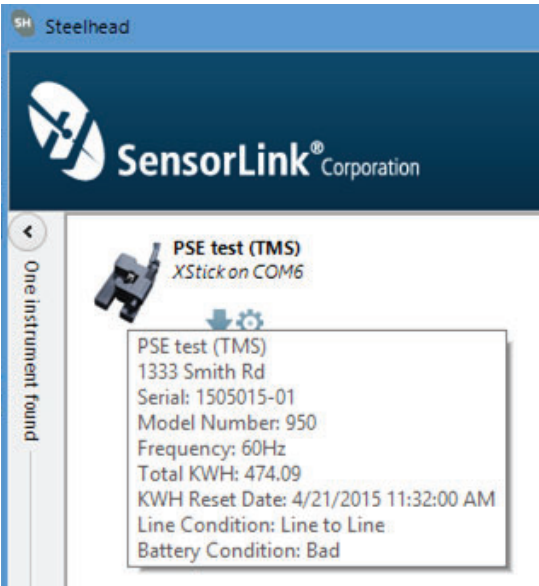 SH Steelhead
SensorLink® Corporation
One instrument found
PSE test (TMS)
XStick on COM6
PSE test (TMS)
1333 Smith Rd
Serial: 1505015-01
Model Number: 950
Frequency: 60Hz
Total KWH: 474.09
KWH Reset Date: 4/21/2015 11:32:00 AM
Line Condition: Line to Line
Battery Condition: Bad